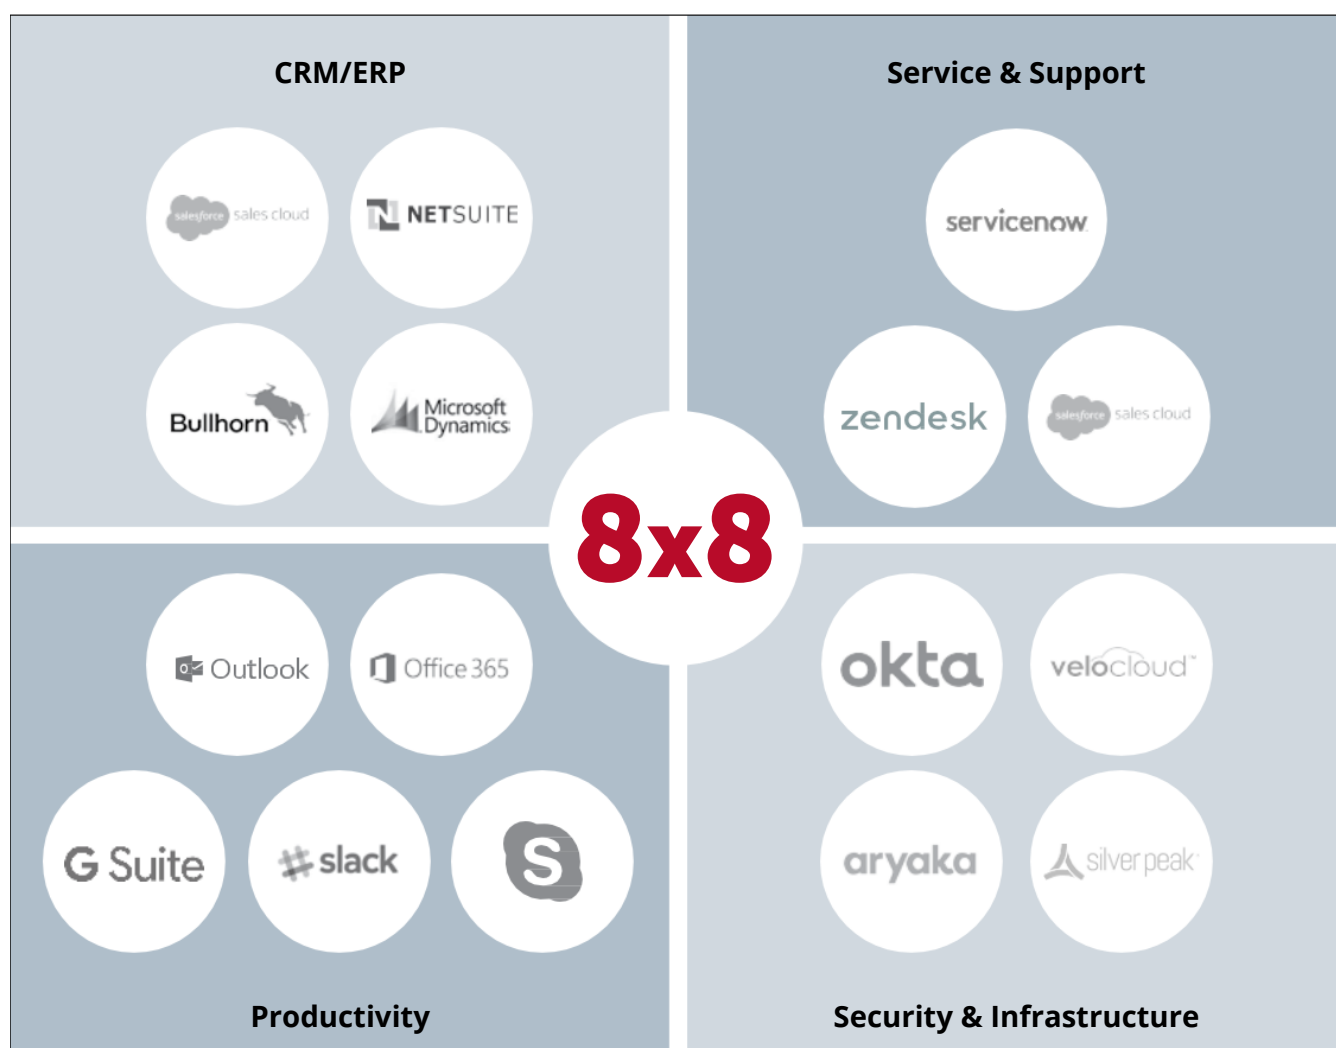 CRM/ERP
salesforce sales cloud
NETSUITE
Bullhorn
Microsoft
Dynamics
Service & Support
servicenow
zendesk
salesforce sales cloud
8x8
Outlook
Office 365
G Suite
slack
S
Productivity
okta
velocloud™
aryaka
silver peak
Security & Infrastructure